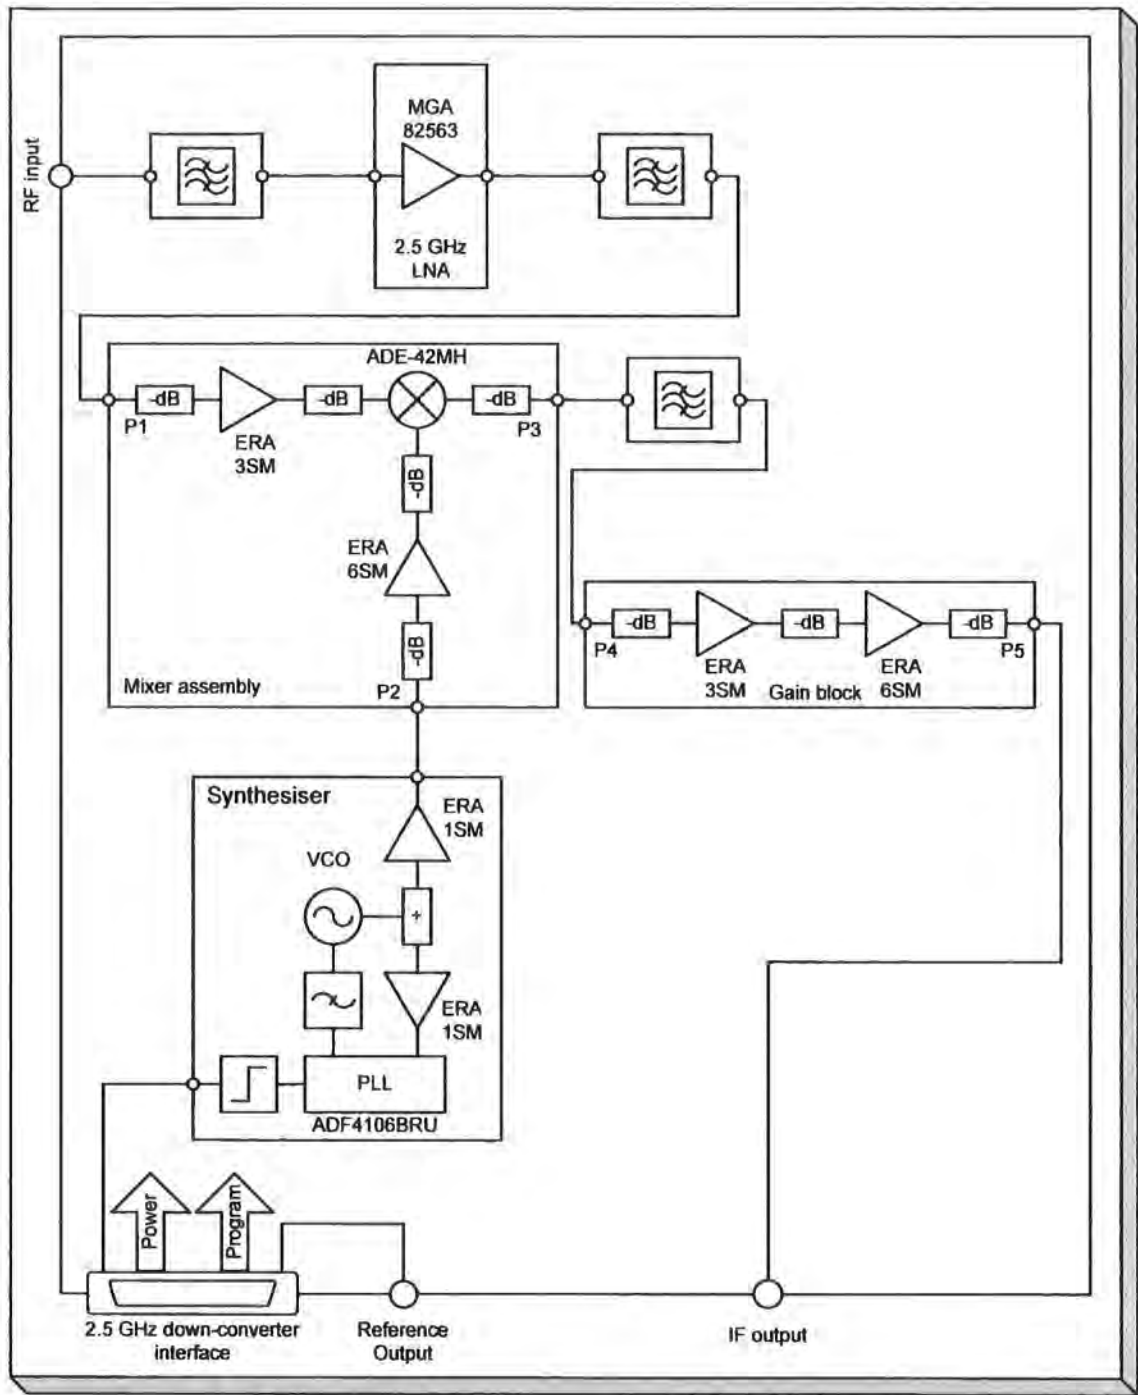 RF input
MGA
82563
2.5 GHz
LNA
ADE-42MH
-dB
-dB
-dB
P1
P3
ERA
3SM
-dB
ERA
6SM
-dB
P2
Mixer assembly
-dB
-dB
-dB
P4
P5
ERA
3SM
ERA
6SM
Gain block
Synthesiser
ERA
1SM
VCO
÷
ERA
1SM
PLL
ADF4106BRU
Power
Program
2.5 GHz down-converter
interface
Reference
Output
IF output